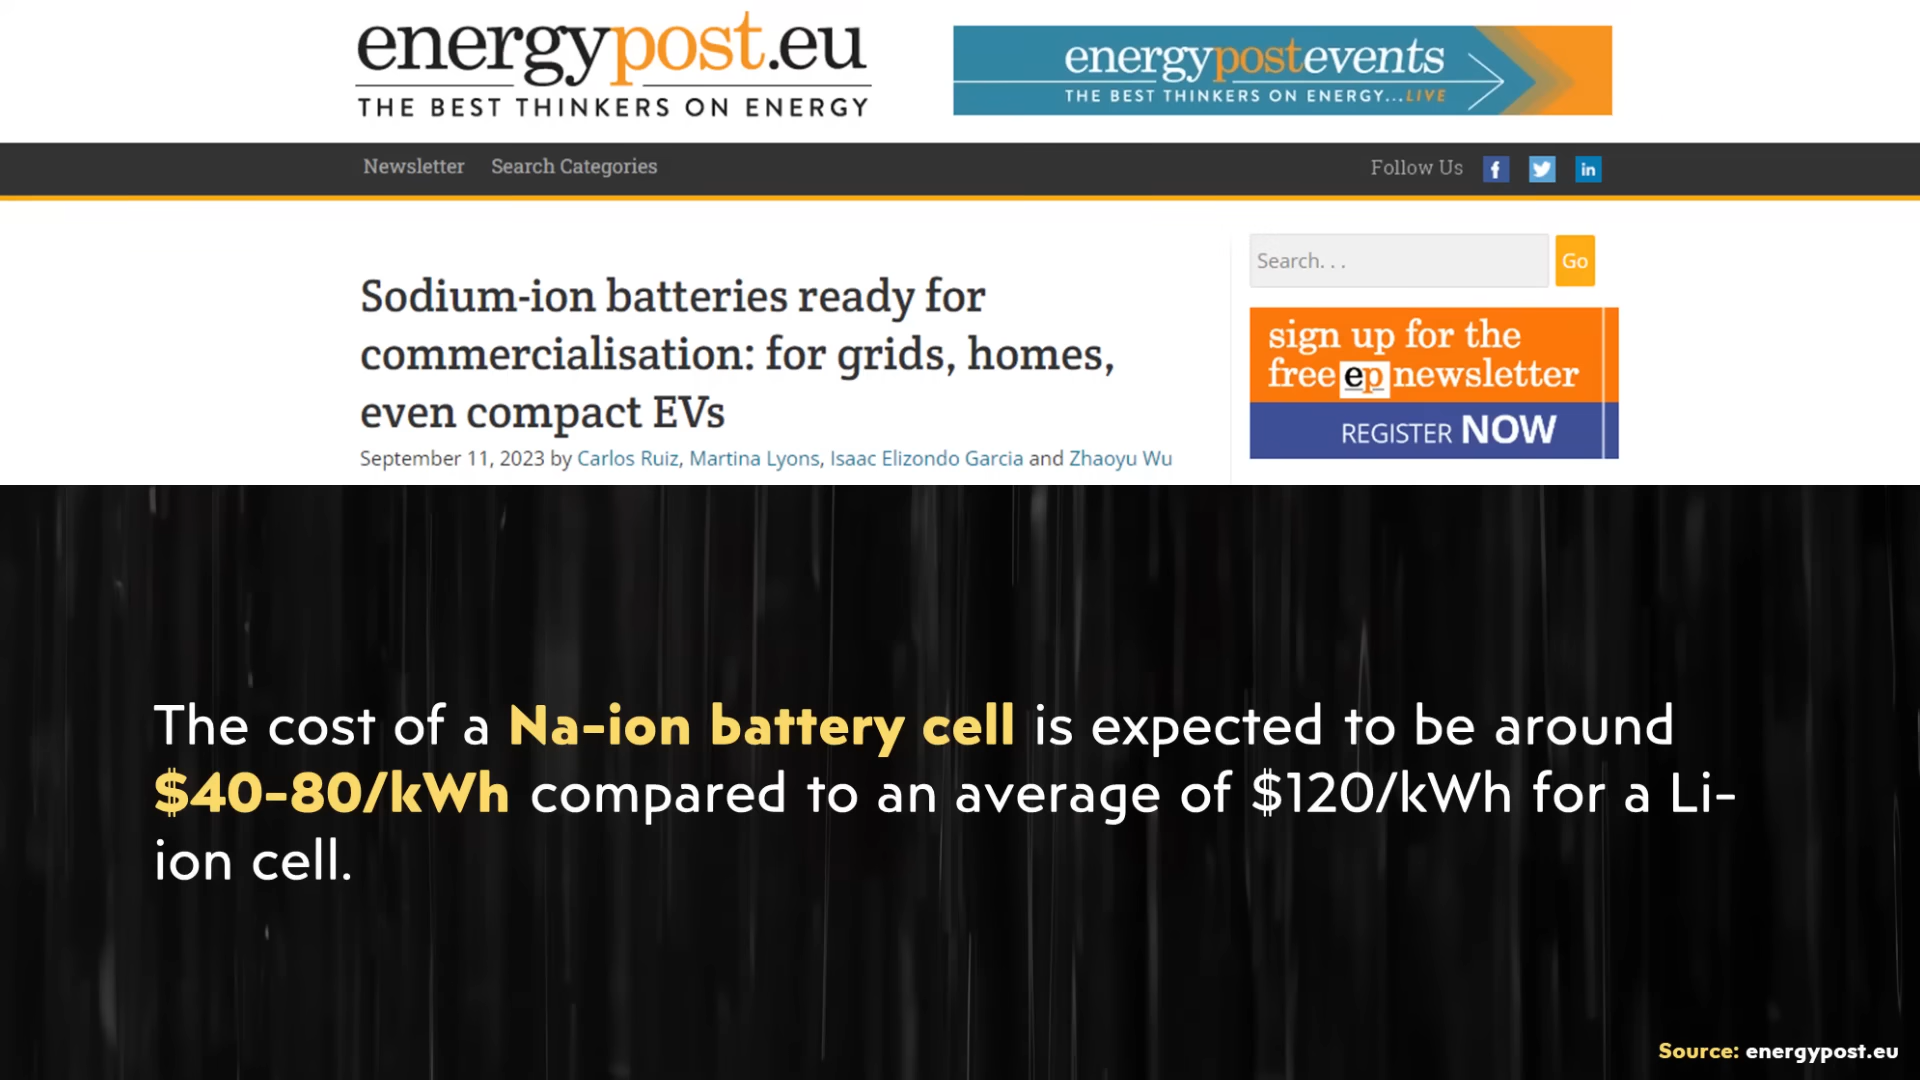 energypost.eu
THE BEST THINKERS ON ENERGY
energypostevents
THE BEST THINKERS ON ENERGY...LIVE
Newsletter Search Categories
Follow Us f in
Search. . . Go
Sodium-ion batteries ready for
commercialisation: for grids, homes,
even compact EVs
September 11, 2023 by Carlos Ruiz, Martina Lyons, Isaac Elizondo Garcia and Zhaoyu Wu
sign up for the
free ep newsletter
REGISTER NOW
The cost of a Na-ion battery cell is expected to be around
$40-80/kWh compared to an average of $120/kWh for a Li-
ion cell.
Source: energypost.eu